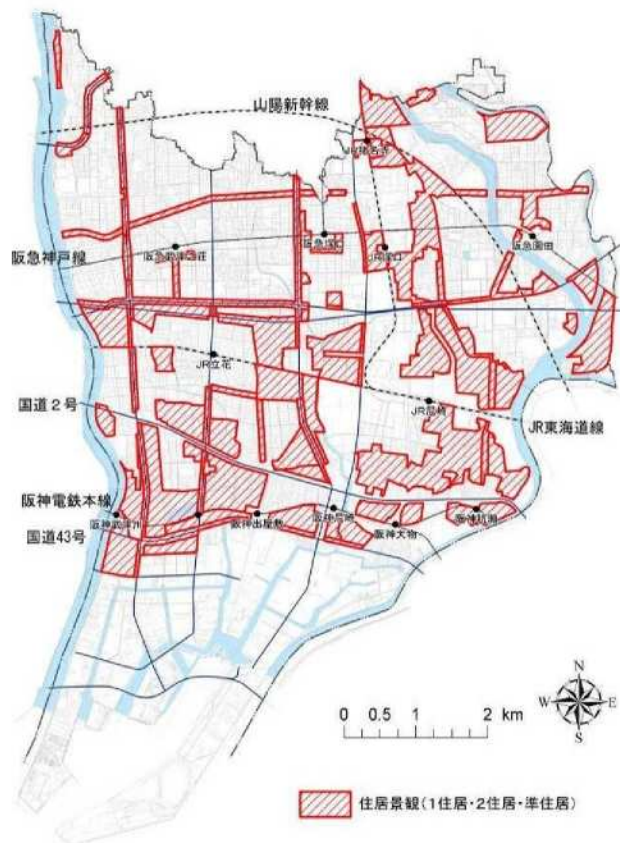 山陽新幹線
JR猪名寺
阪急塚口
阪急園田
阪急武庫之荘
JR塚口
阪急神戸線
JR立花
国道2号
JR尼崎
JR東海道線
阪神電鉄本線
阪神武庫川
阪神出屋敷
阪神尼崎
阪神杭瀬
阪神大物
国道43号
N
W E
S
0 0.5 1 2 km
住居景観(1住居・2住居・準住居)